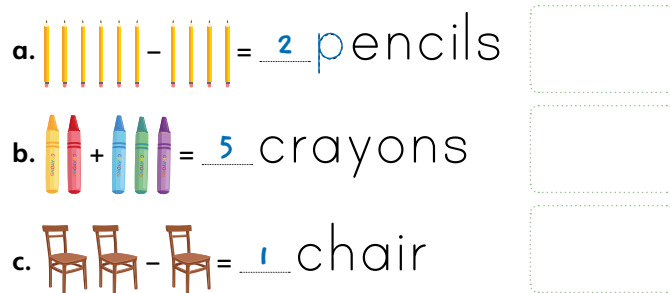 a. – = 2 pencils
b. + = 5 crayons
c. – = 1 chair